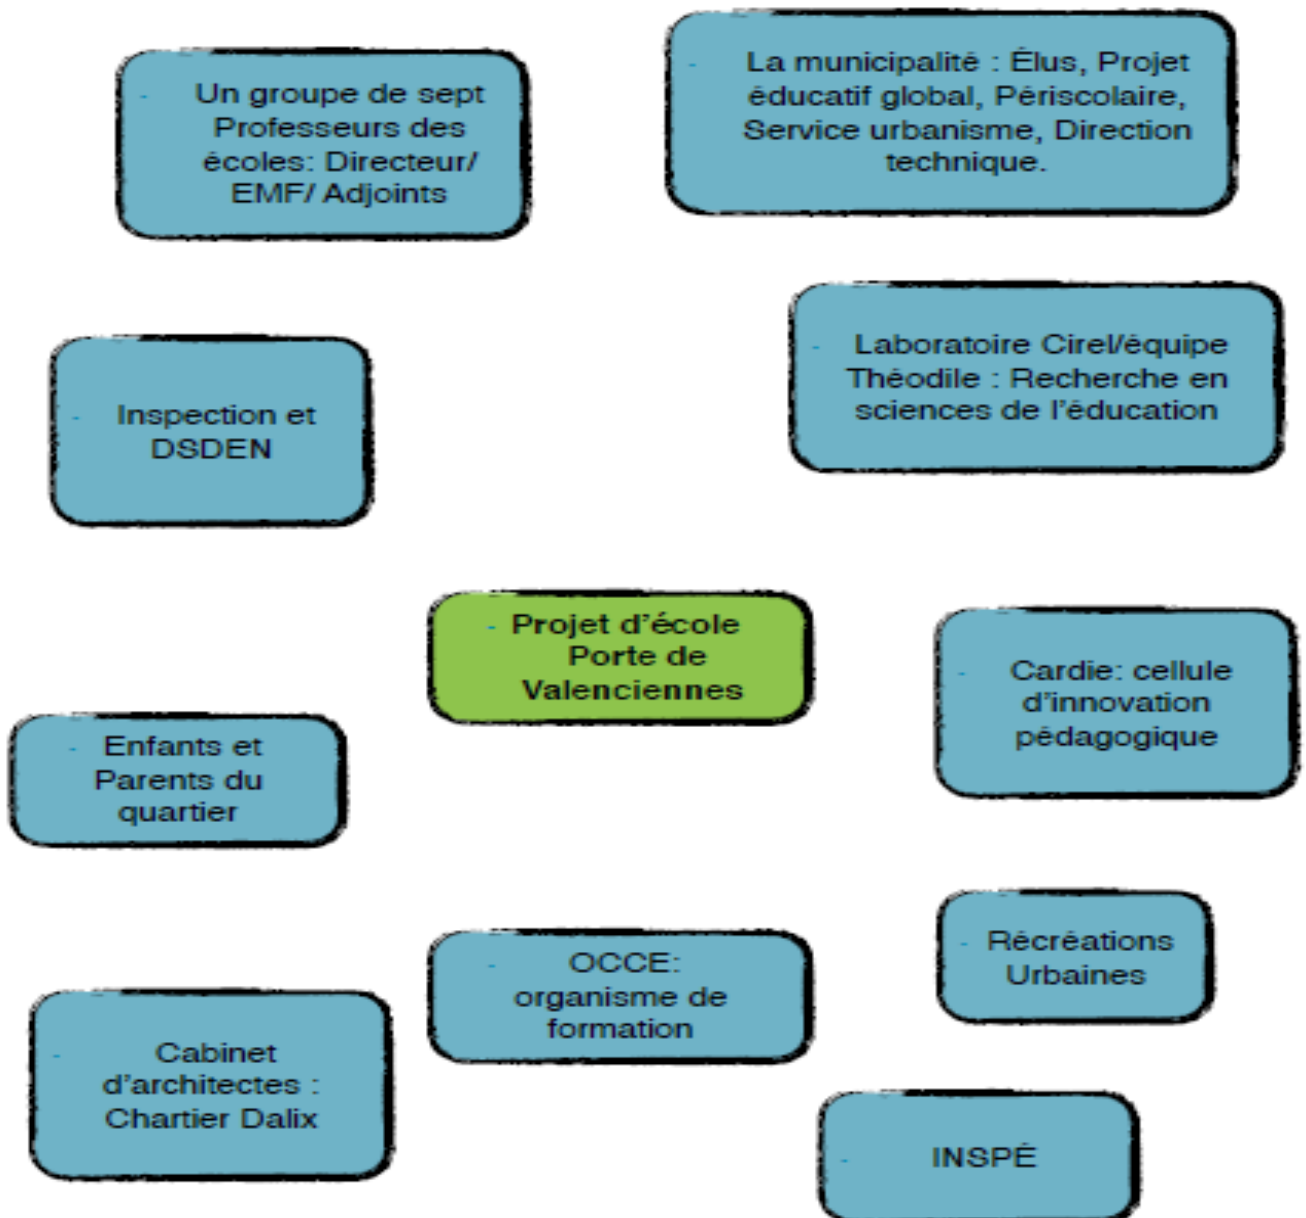 - Un groupe de sept
Professeurs des
écoles: Directeur/
EMF/ Adjoints
- La municipalité : Élus, Projet
éducatif global, Périscolaire,
Service urbanisme, Direction
technique.
- Laboratoire Cirel/équipe
Théodile : Recherche en
sciences de l'éducation
- Inspection et
DSDEN
- Projet d'école
Porte de
Valenciennes
- Cardie: cellule
d'innovation
pédagogique
- Enfants et
Parents du
quartier
- Récréations
Urbaines
- OCCE:
organisme de
formation
- Cabinet
d'architectes :
Chartier Dalix
- INSPÉ